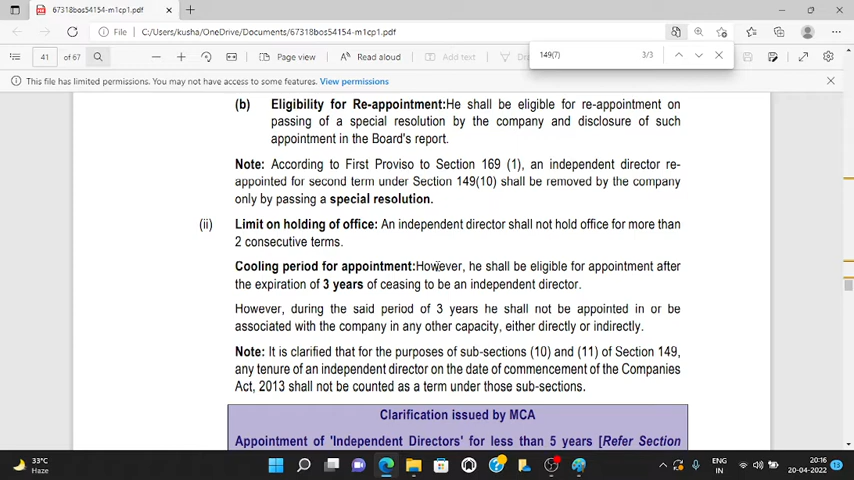 67318bos54154-m1cp1.pdf
File C:/Users/kusha/OneDrive/Documents/67318bos54154-m1cp1.pdf
41 of 67 Page view Read aloud Add text
149(7) 3/3
This file has limited permissions. You may not have access to some features. View permissions
(b) Eligibility for Re-appointment:He shall be eligible for re-appointment on
passing of a special resolution by the company and disclosure of such
appointment in the Board's report.
Note: According to First Proviso to Section 169 (1), an independent director re-
appointed for second term under Section 149(10) shall be removed by the company
only by passing a special resolution.
(ii) Limit on holding of office: An independent director shall not hold office for more than
2 consecutive terms.
Cooling period for appointment:However, he shall be eligible for appointment after
the expiration of 3 years of ceasing to be an independent director.
However, during the said period of 3 years he shall not be appointed in or be
associated with the company in any other capacity, either directly or indirectly.
Note: It is clarified that for the purposes of sub-sections (10) and (11) of Section 149,
any tenure of an independent director on the date of commencement of the Companies
Act, 2013 shall not be counted as a term under those sub-sections.
Clarification issued by MCA
Appointment of 'Independent Directors' for less than 5 years [Refer Section
33°C
Haze
ENG
IN
20:16
20-04-2022
13